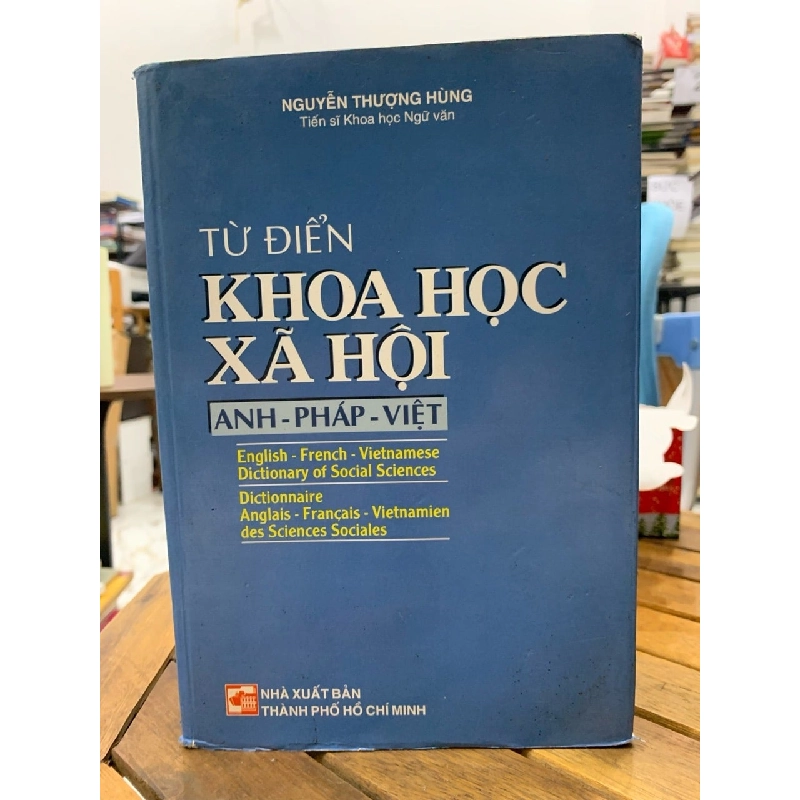 NGUYỄN THƯỢNG HÙNG
Tiến sĩ Khoa học Ngữ văn
TỪ ĐIỂN
KHOA HỌC
XÃ HỘI
ANH - PHÁP - VIỆT
English - French - Vietnamese
Dictionary of Social Sciences
Dictionnaire
Anglais - Français - Vietnamien
des Sciences Sociales
NHÀ XUẤT BẢN
THÀNH PHỐ HỒ CHÍ MINH